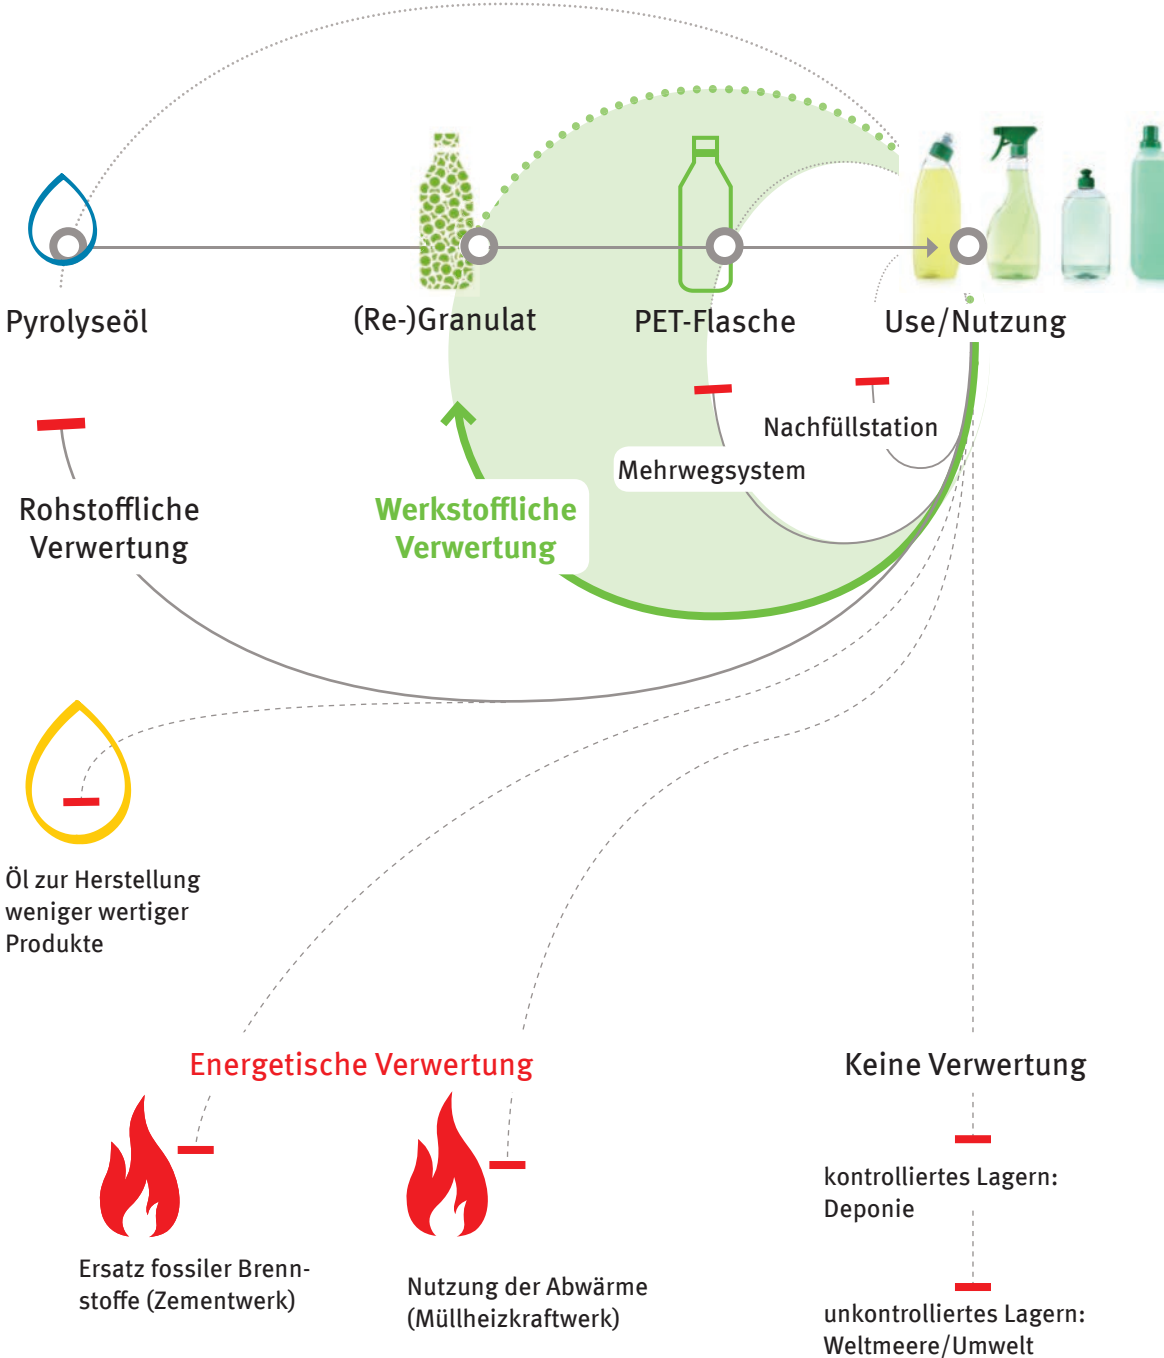 Pyrolyseöl
(Re-)Granulat
PET-Flasche
Use/Nutzung
Nachfüllstation
Mehrwegsystem
Rohstoffliche
Verwertung
Werkstoffliche
Verwertung
Öl zur Herstellung
weniger wertiger
Produkte
Energetische Verwertung
Keine Verwertung
Ersatz fossiler Brenn-
stoffe (Zementwerk)
Nutzung der Abwärme
(Müllheizkraftwerk)
kontrolliertes Lagern:
Deponie
unkontrolliertes Lagern:
Weltmeere/Umwelt